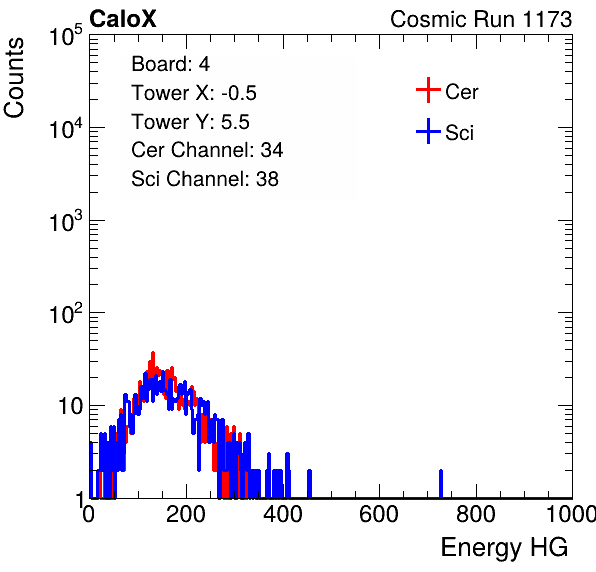 CaloX Cosmic Run 1173
Counts
10^5
10^4
10^3
10^2
10
1
Board: 4
Tower X: -0.5
Tower Y: 5.5
Cer Channel: 34
Sci Channel: 38
Cer
Sci
0 200 400 600 800 1000
Energy HG